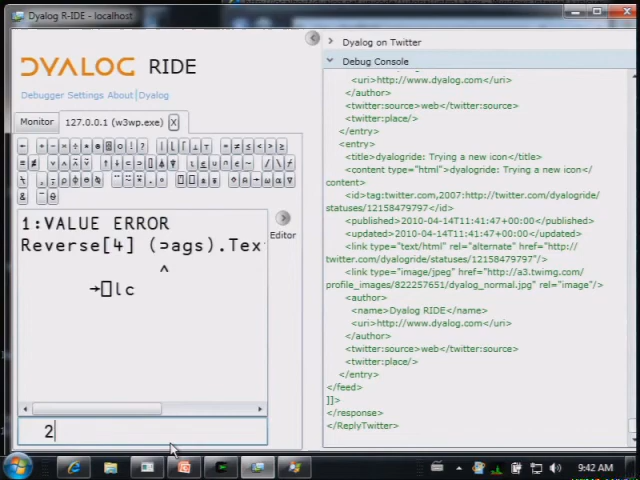 Dyalog R-IDE - localhost
DYALOG RIDE
Debugger Settings About Dyalog
Monitor
127.0.0.1 (w3wp.exe) X
1:VALUE ERROR
Reverse[4] (⊃ags).Tex
^
→⎕lc
2
Editor
Dyalog on Twitter
Debug Console
<uri>http://www.dyalog.com</uri>
</author>
<twitter:source>web</twitter:source>
<twitter:place/>
</entry>
<entry>
<title>dyalogride: Trying a new icon</title>
<content type="html">dyalogride: Trying a new icon</
content>
<id>tag:twitter.com,2007:http://twitter.com/dyalogride/
statuses/12158479797</id>
<published>2010-04-14T11:41:47+00:00</published>
<updated>2010-04-14T11:41:47+00:00</updated>
<link type="text/html" rel="alternate" href="http://
twitter.com/dyalogride/statuses/12158479797"/>
<link type="image/jpeg" href="http://a3.twimg.com/
profile_images/822257651/dyalog_normal.jpg" rel="image"/>
<author>
<name>Dyalog RIDE</name>
<uri>http://www.dyalog.com</uri>
</author>
<twitter:source>web</twitter:source>
<twitter:place/>
</entry>
</feed>
]]>
</response>
</ReplyTwitter>
9:42 AM